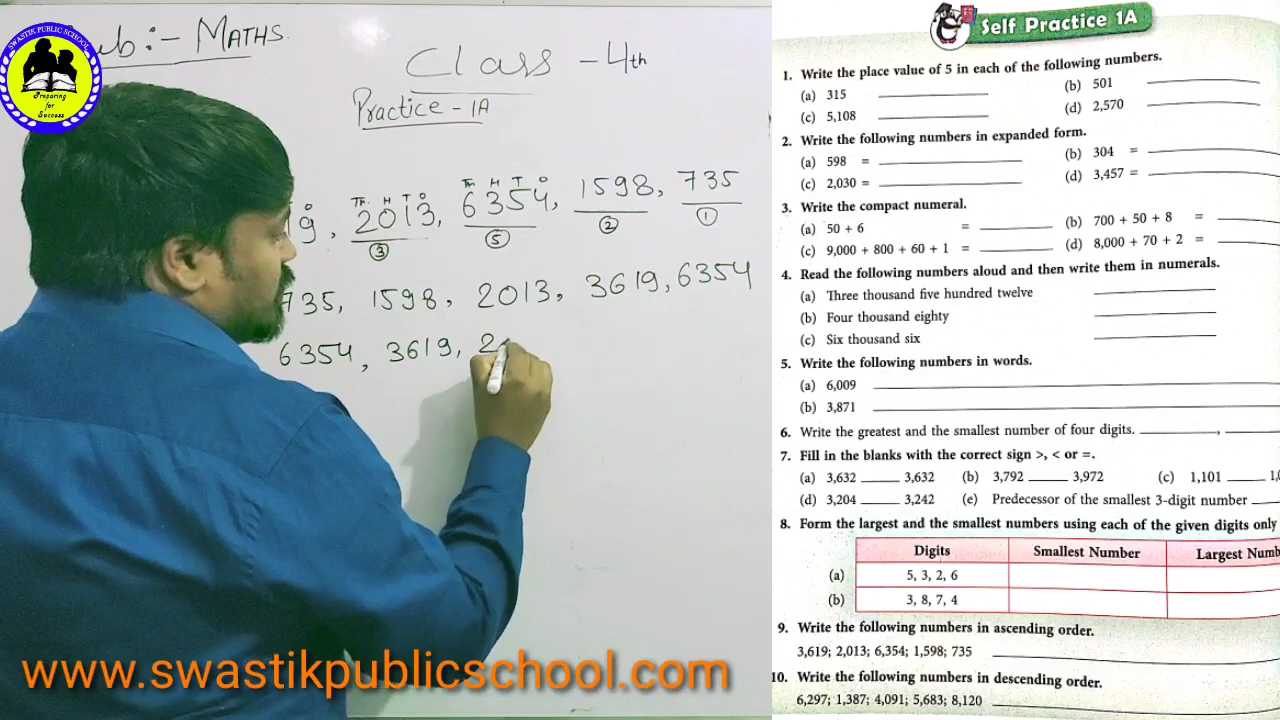 SWASTIK PUBLIC SCHOOL
Preparing
for
Success
ub:- MATHS
Class - 4th
Practice - 1A
O Th. H T O Th. H T O
9, 2013, 6354, 1598, 735
③ ⑤ ② ①
735, 1598, 2013, 3619, 6354
6354, 3619, 2
www.swastikpublicschool.com
Self Practice 1A
1. Write the place value of 5 in each of the following numbers.
(a) 315 (b) 501
(c) 5,108 (d) 2,570
2. Write the following numbers in expanded form.
(a) 598 = (b) 304 =
(c) 2,030 = (d) 3,457 =
3. Write the compact numeral.
(a) 50 + 6 = (b) 700 + 50 + 8 =
(c) 9,000 + 800 + 60 + 1 = (d) 8,000 + 70 + 2 =
4. Read the following numbers aloud and then write them in numerals.
(a) Three thousand five hundred twelve
(b) Four thousand eighty
(c) Six thousand six
5. Write the following numbers in words.
(a) 6,009
(b) 3,871
6. Write the greatest and the smallest number of four digits. ,
7. Fill in the blanks with the correct sign >, < or =.
(a) 3,632 ____ 3,632 (b) 3,792 ____ 3,972 (c) 1,101 ____
(d) 3,204 ____ 3,242 (e) Predecessor of the smallest 3-digit number
8. Form the largest and the smallest numbers using each of the given digits only
Digits Smallest Number Largest Numb
(a) 5, 3, 2, 6
(b) 3, 8, 7, 4
9. Write the following numbers in ascending order.
3,619; 2,013; 6,354; 1,598; 735
10. Write the following numbers in descending order.
6,297; 1,387; 4,091; 5,683; 8,120